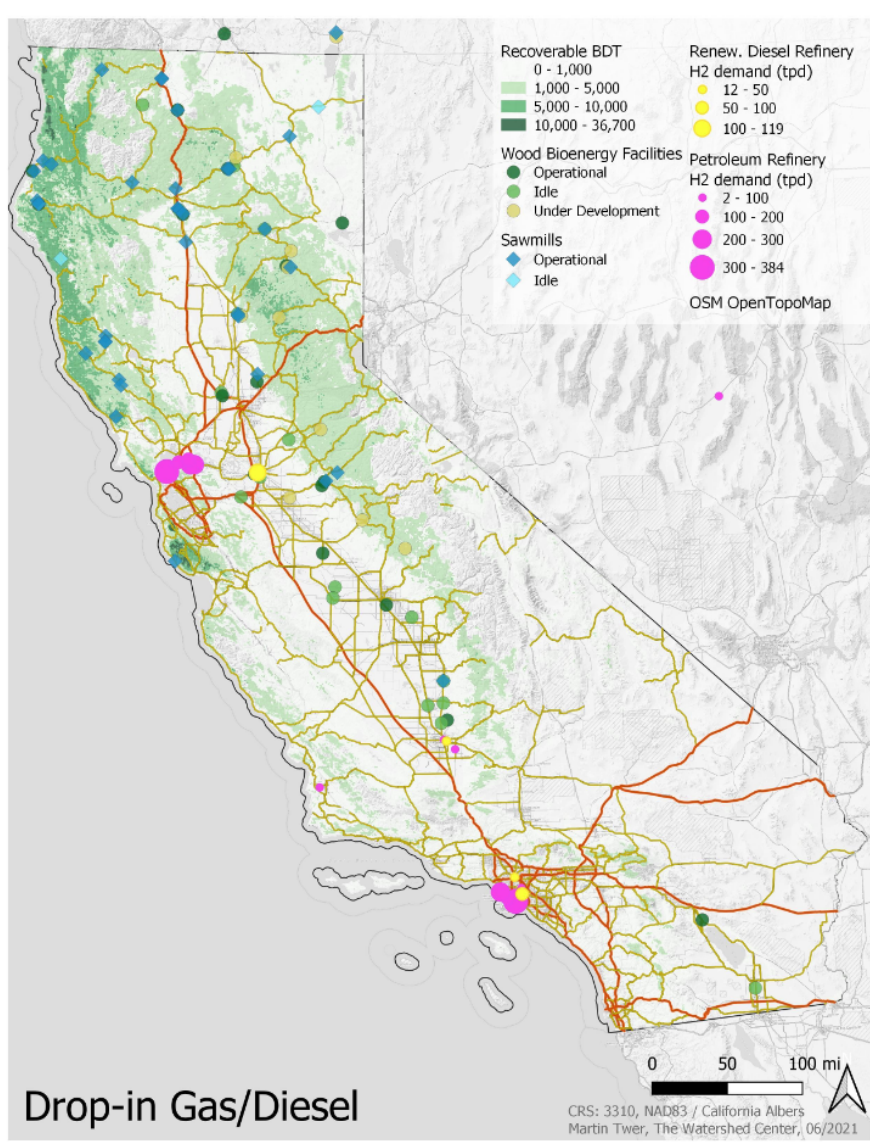 Recoverable BDT
0 - 1,000
1,000 - 5,000
5,000 - 10,000
10,000 - 36,700
Wood Bioenergy Facilities
Operational
Idle
Under Development
Sawmills
Operational
Idle
Renew. Diesel Refinery
H2 demand (tpd)
12 - 50
50 - 100
100 - 119
Petroleum Refinery
H2 demand (tpd)
2 - 100
100 - 200
200 - 300
300 - 384
OSM OpenTopoMap
0 50 100 mi
Drop-in Gas/Diesel
CRS: 3310, NAD83 / California Albers
Martin Twer, The Watershed Center, 06/2021